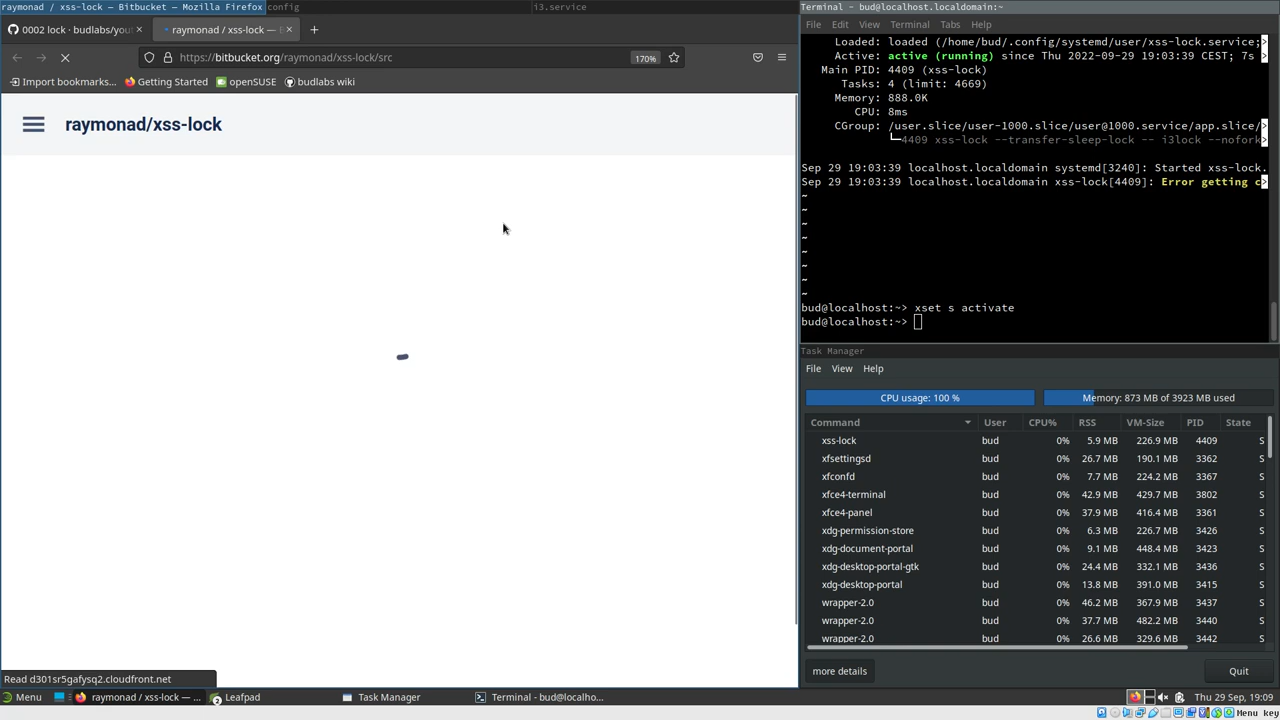 raymonad / xss-lock — Bitbucket — Mozilla Firefox
config
i3.service
0002 lock · budlabs/you
raymonad / xss-lock —
https://bitbucket.org/raymonad/xss-lock/src
170%
Import bookmarks...
Getting Started
openSUSE
budlabs wiki
raymonad/xss-lock
Read d301sr5gafysq2.cloudfront.net
Terminal - bud@localhost.localdomain:~
File Edit View Terminal Tabs Help
Loaded: loaded (/home/bud/.config/systemd/user/xss-lock.service;>
Active: active (running) since Thu 2022-09-29 19:03:39 CEST; 7s >
Main PID: 4409 (xss-lock)
Tasks: 4 (limit: 4669)
Memory: 888.0K
CPU: 8ms
CGroup: /user.slice/user-1000.slice/user@1000.service/app.slice/>
└─4409 xss-lock --transfer-sleep-lock -- i3lock --nofork>
Sep 29 19:03:39 localhost.localdomain systemd[3240]: Started xss-lock.
Sep 29 19:03:39 localhost.localdomain xss-lock[4409]: Error getting c>
~
~
~
~
~
~
~
~
bud@localhost:~> xset s activate
bud@localhost:~>
Task Manager
File View Help
CPU usage: 100 %
Memory: 873 MB of 3923 MB used
Command User CPU% RSS VM-Size PID State
xss-lock bud 0% 5.9 MB 226.9 MB 4409 S
xfsettingsd bud 0% 26.7 MB 190.1 MB 3362 S
xfconfd bud 0% 7.7 MB 224.2 MB 3367 S
xfce4-terminal bud 0% 42.9 MB 429.7 MB 3802 S
xfce4-panel bud 0% 37.9 MB 416.4 MB 3361 S
xdg-permission-store bud 0% 6.3 MB 226.7 MB 3426 S
xdg-document-portal bud 0% 9.1 MB 448.4 MB 3423 S
xdg-desktop-portal-gtk bud 0% 24.4 MB 332.1 MB 3436 S
xdg-desktop-portal bud 0% 13.8 MB 391.0 MB 3415 S
wrapper-2.0 bud 0% 46.2 MB 367.9 MB 3437 S
wrapper-2.0 bud 0% 37.7 MB 482.2 MB 3440 S
wrapper-2.0 bud 0% 26.6 MB 329.6 MB 3442 S
more details
Quit
Menu
raymonad / xss-lock — ...
2
Leafpad
Task Manager
Terminal - bud@localho...
Thu 29 Sep, 19:09
Menu key